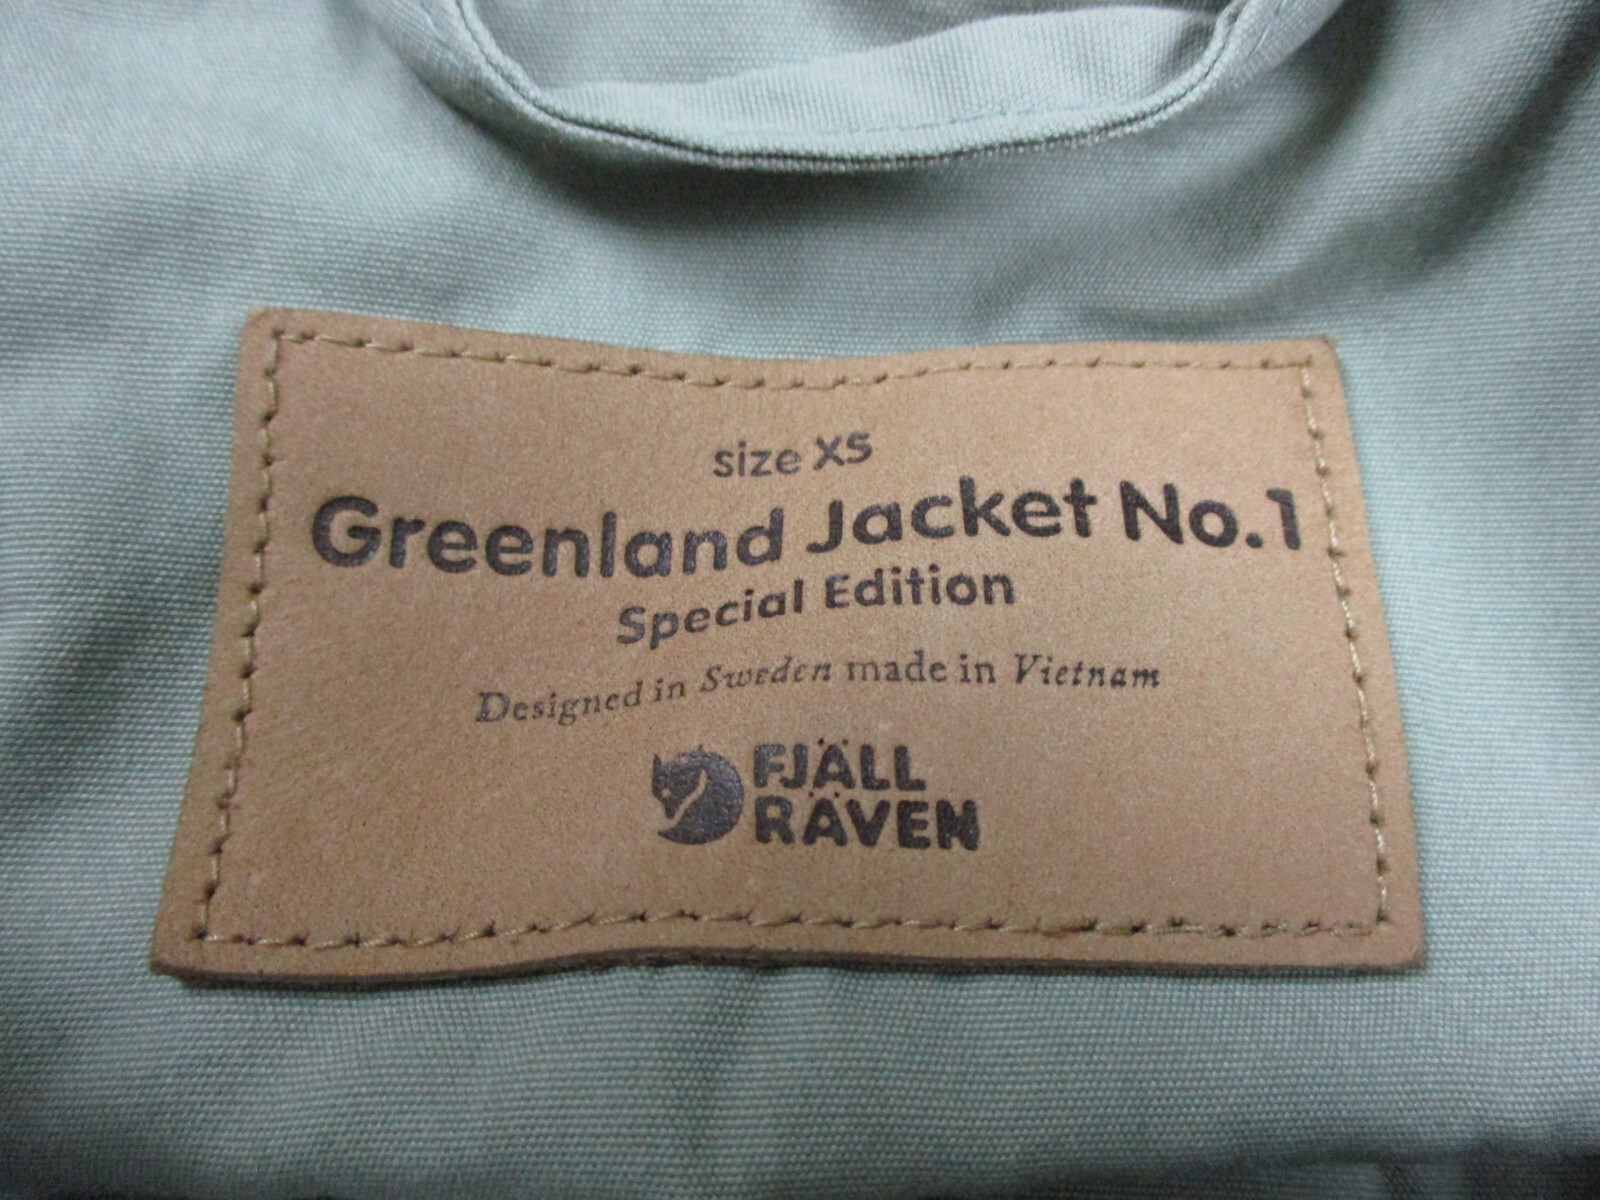 size XS
Greenland Jacket No.1
Special Edition
Designed in Sweden made in Vietnam
FJÄLL
RÄVEN